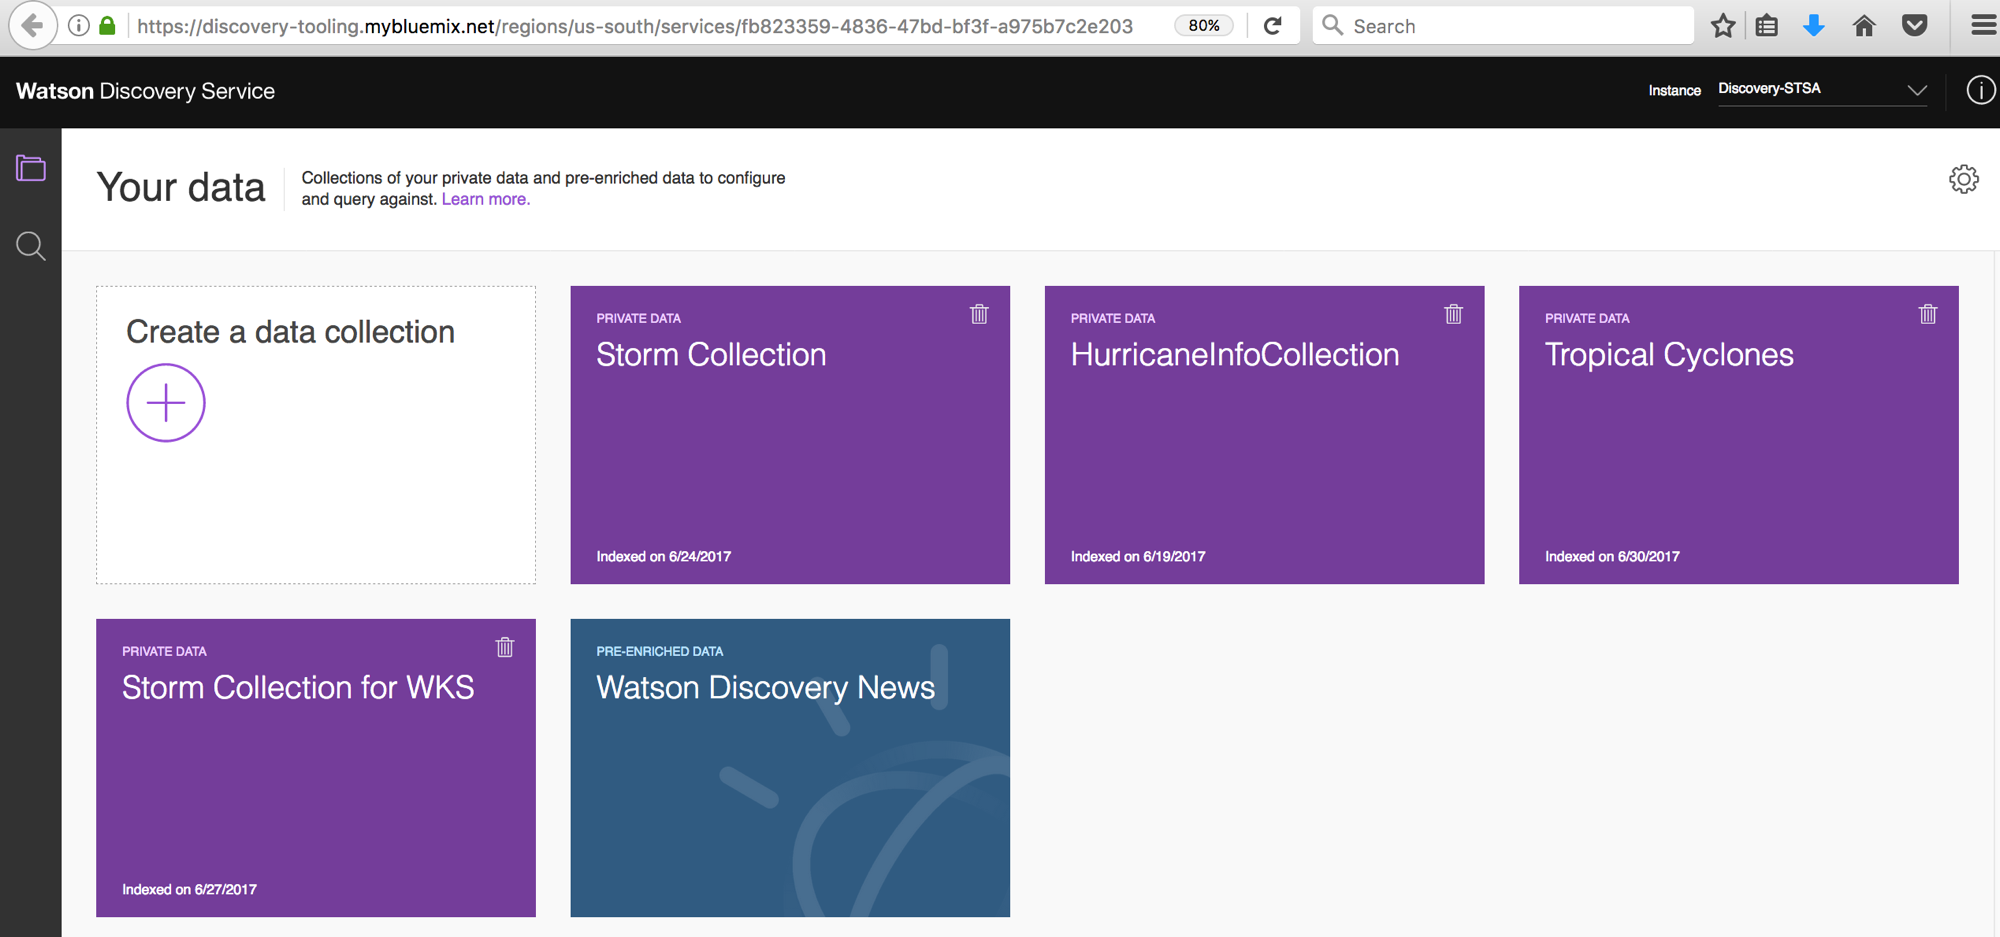 https://discovery-tooling.mybluemix.net/regions/us-south/services/fb823359-4836-47bd-bf3f-a975b7c2e203
80%
Search
Watson Discovery Service
Instance
Discovery-STSA
Your data
Collections of your private data and pre-enriched data to configure
and query against. Learn more.
Create a data collection
PRIVATE DATA
Storm Collection
Indexed on 6/24/2017
PRIVATE DATA
HurricaneInfoCollection
Indexed on 6/19/2017
PRIVATE DATA
Tropical Cyclones
Indexed on 6/30/2017
PRIVATE DATA
Storm Collection for WKS
Indexed on 6/27/2017
PRE-ENRICHED DATA
Watson Discovery News